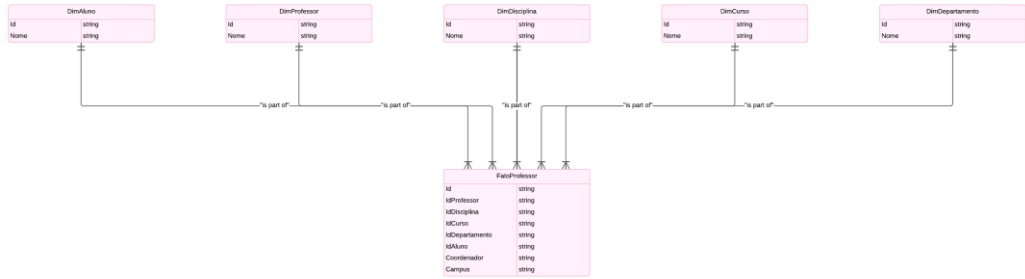 DimAluno
Id string
Nome string
DimProfessor
Id string
Nome string
DimDisciplina
Id string
Nome string
DimCurso
Id string
Nome string
DimDepartamento
Id string
Nome string
"is part of"
"is part of"
"is part of"
"is part of"
"is part of"
FatoProfessor
Id string
IdProfessor string
IdDisciplina string
IdCurso string
IdDepartamento string
IdAluno string
Coordenador string
Campus string